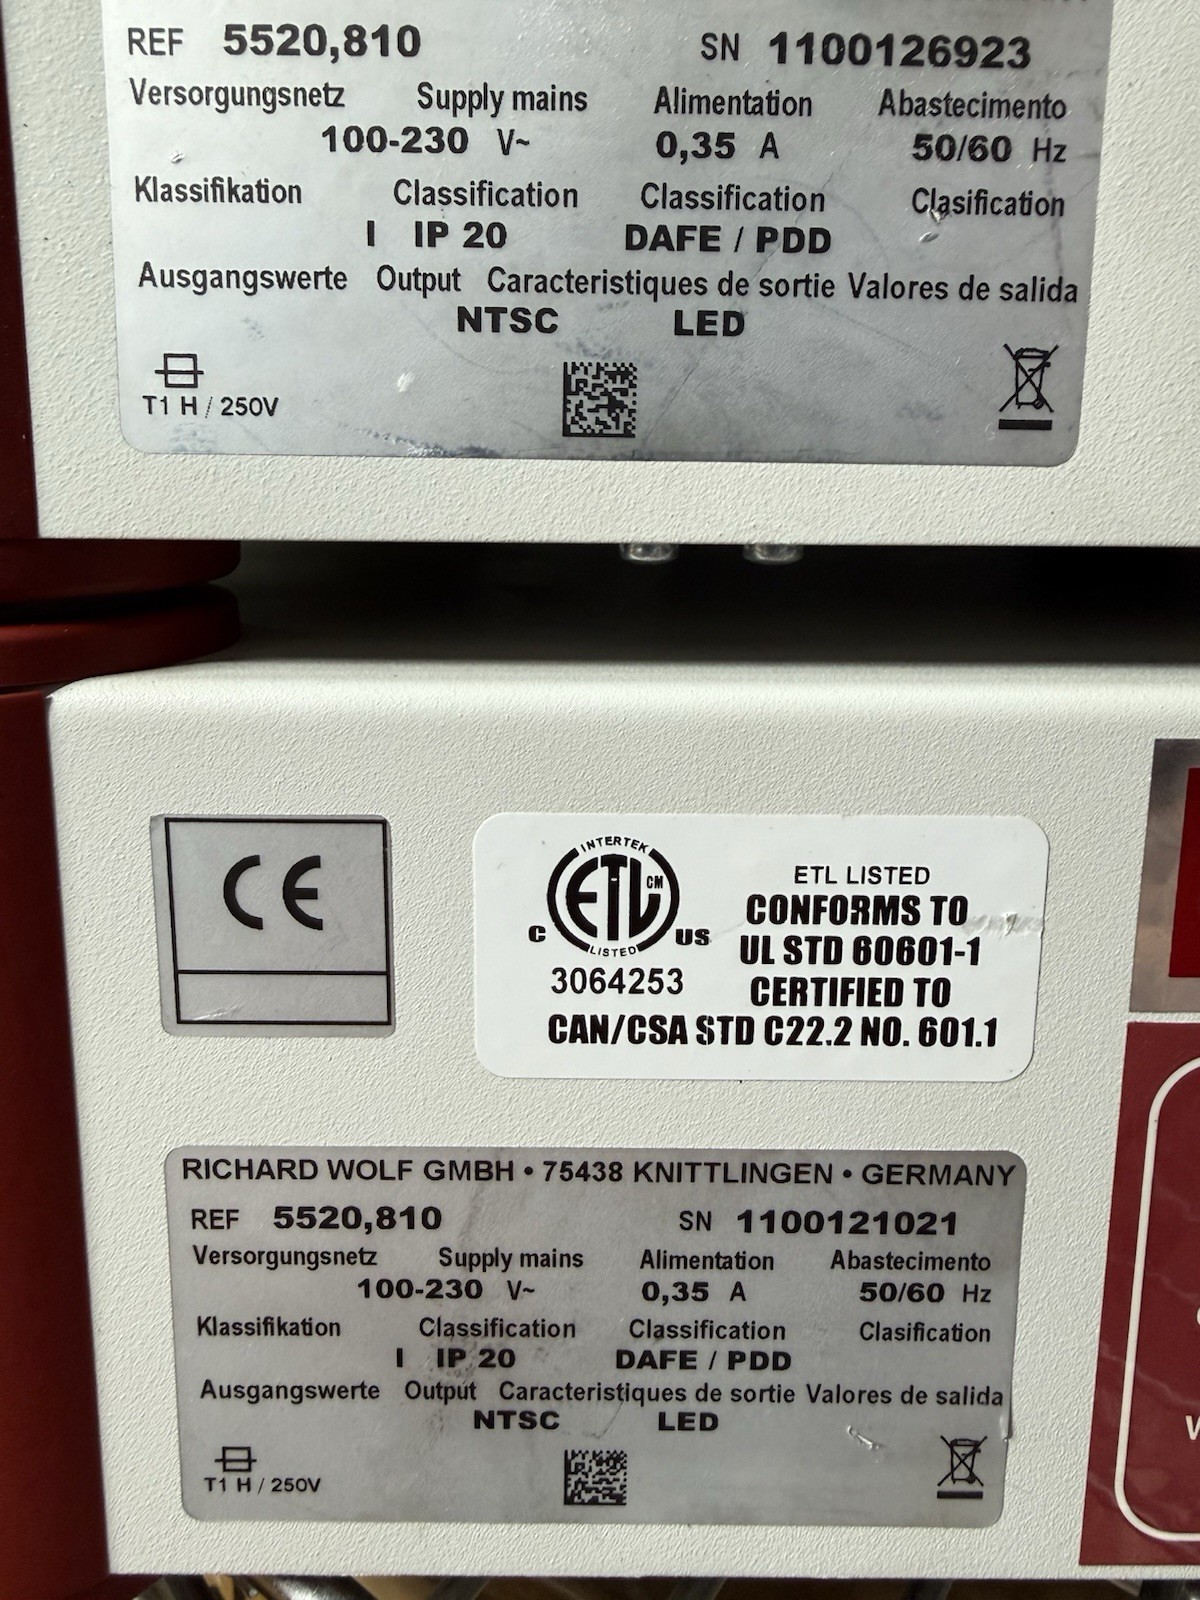 REF 5520,810 SN 1100126923
Versorgungsnetz Supply mains Alimentation Abastecimento
100-230 V~ 0,35 A 50/60 Hz
Klassifikation Classification Classification Clasification
I IP 20 DAFE / PDD
Ausgangswerte Output Caracteristiques de sortie Valores de salida
NTSC LED
T1 H / 250V
CE
INTERTEK
ETL CM
LISTED
C US
3064253
ETL LISTED
CONFORMS TO
UL STD 60601-1
CERTIFIED TO
CAN/CSA STD C22.2 NO. 601.1
RICHARD WOLF GMBH • 75438 KNITTLINGEN • GERMANY
REF 5520,810 SN 1100121021
Versorgungsnetz Supply mains Alimentation Abastecimento
100-230 V~ 0,35 A 50/60 Hz
Klassifikation Classification Classification Clasification
I IP 20 DAFE / PDD
Ausgangswerte Output Caracteristiques de sortie Valores de salida
NTSC LED
T1 H / 250V